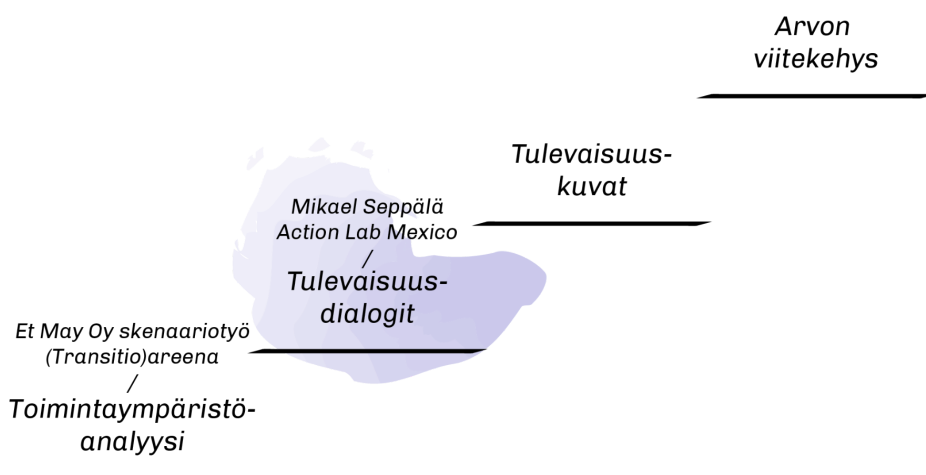 Arvon
viitekehys
Tulevaisuus-
kuvat
Mikael Seppälä
Action Lab Mexico
/
Tulevaisuus-
dialogit
Et May Oy skenaariotyö
(Transitio)areena
/
Toimintaympäristö-
analyysi